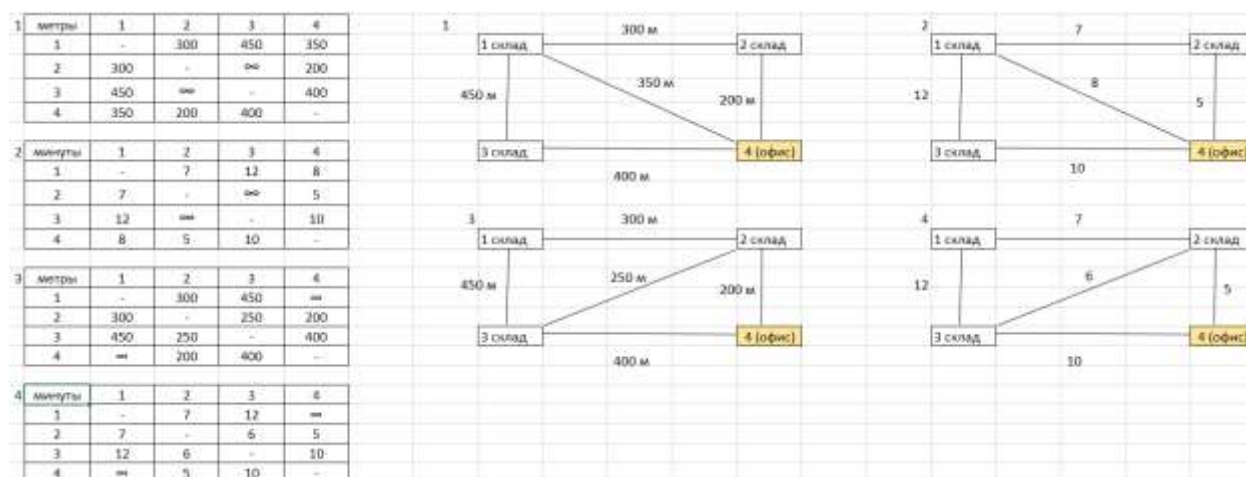 1 метры 1 2 3 4
1 - 300 450 350
2 300 - ∞ 200
3 450 ∞ - 400
4 350 200 400 -
2 минуты 1 2 3 4
1 - 7 12 8
2 7 - ∞ 5
3 12 ∞ - 10
4 8 5 10 -
3 метры 1 2 3 4
1 - 300 450 ∞
2 300 - 250 200
3 450 250 - 400
4 ∞ 200 400 -
4 минуты 1 2 3 4
1 - 7 12 ∞
2 7 - 6 5
3 12 6 - 10
4 ∞ 5 10 -
1
300 м
1 склад 2 склад
350 м
450 м
200 м
3 склад 4 (офис)
400 м
2
7
1 склад 2 склад
8
12
5
3 склад 4 (офис)
10
3
300 м
1 склад 2 склад
250 м
450 м
200 м
3 склад 4 (офис)
400 м
4
7
1 склад 2 склад
6
12
5
3 склад 4 (офис)
10